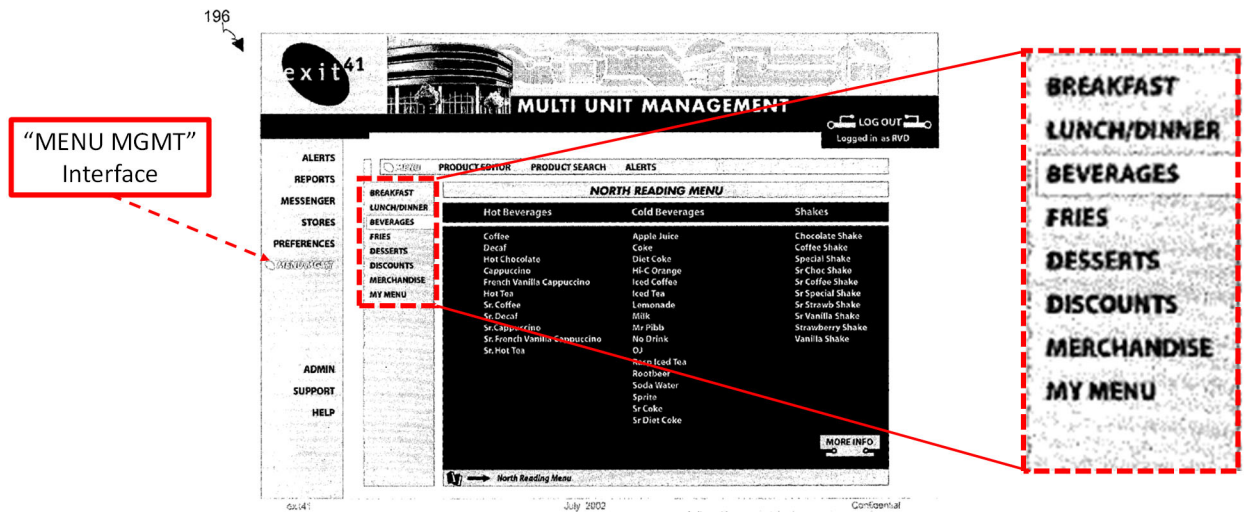 196
exit41
MULTI UNIT MANAGEMENT
LOG OUT
Logged in as RVD
"MENU MGMT"
Interface
ALERTS
REPORTS
MESSENGER
STORES
PREFERENCES
MENU MGMT
ADMIN
SUPPORT
HELP
MENU PRODUCT EDITOR PRODUCT SEARCH ALERTS
BREAKFAST
LUNCH/DINNER
BEVERAGES
FRIES
DESSERTS
DISCOUNTS
MERCHANDISE
MY MENU
NORTH READING MENU
Hot Beverages
Coffee
Decaf
Hot Chocolate
Cappuccino
French Vanilla Cappuccino
Hot Tea
Sr. Coffee
Sr. Decaf
Sr. Cappuccino
Sr. French Vanilla Cappuccino
Sr. Hot Tea
Cold Beverages
Apple Juice
Coke
Diet Coke
Hi-C Orange
Iced Coffee
Iced Tea
Lemonade
Milk
Mr Pibb
No Drink
OJ
Rasp Iced Tea
Rootbeer
Soda Water
Sprite
Sr Coke
Sr Diet Coke
Shakes
Chocolate Shake
Coffee Shake
Special Shake
Sr Choc Shake
Sr Coffee Shake
Sr Special Shake
Sr Strawb Shake
Sr Vanilla Shake
Strawberry Shake
Vanilla Shake
MORE INFO
North Reading Menu
exit41
July 2002
Confidential
BREAKFAST
LUNCH/DINNER
BEVERAGES
FRIES
DESSERTS
DISCOUNTS
MERCHANDISE
MY MENU